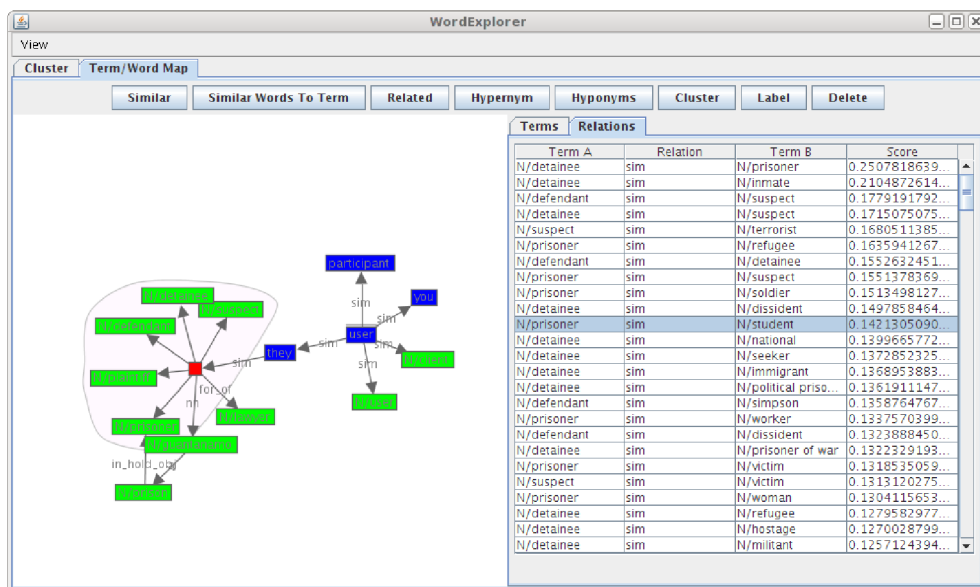 WordExplorer
View
Cluster Term/Word Map
Similar Similar Words To Term Related Hypernym Hyponyms Cluster Label Delete
Terms Relations
Term A Relation Term B Score
N/detainee sim N/prisoner 0.2507818639...
N/detainee sim N/inmate 0.2104872614...
N/defendant sim N/suspect 0.1779191792...
N/detainee sim N/suspect 0.1715075075...
N/suspect sim N/terrorist 0.1680511385...
N/prisoner sim N/refugee 0.1635941267...
N/defendant sim N/detainee 0.1552632451...
N/prisoner sim N/suspect 0.1551378369...
N/prisoner sim N/soldier 0.1513498127...
N/detainee sim N/dissident 0.1497858464...
N/prisoner sim N/student 0.1421305090...
N/detainee sim N/national 0.1399665772...
N/detainee sim N/seeker 0.1372852325...
N/detainee sim N/immigrant 0.1368953883...
N/detainee sim N/political priso... 0.1361911147...
N/defendant sim N/simpson 0.1358764767...
N/prisoner sim N/worker 0.1337570399...
N/defendant sim N/dissident 0.1323888450...
N/detainee sim N/prisoner of war 0.1322329193...
N/prisoner sim N/victim 0.1318535059...
N/suspect sim N/victim 0.1313120275...
N/prisoner sim N/woman 0.1304115653...
N/detainee sim N/refugee 0.1279582977...
N/detainee sim N/hostage 0.1270028799...
N/detainee sim N/militant 0.1257124394...
participant
sim
you
sim
user
sim
sim
sim
they
sim
N/client
N/user
N/detainee
N/suspect
N/defendant
N/plaintiff
for_of
nn
N/lawyer
N/prisoner
N/guantanamo
in_hold_obj
N/prison